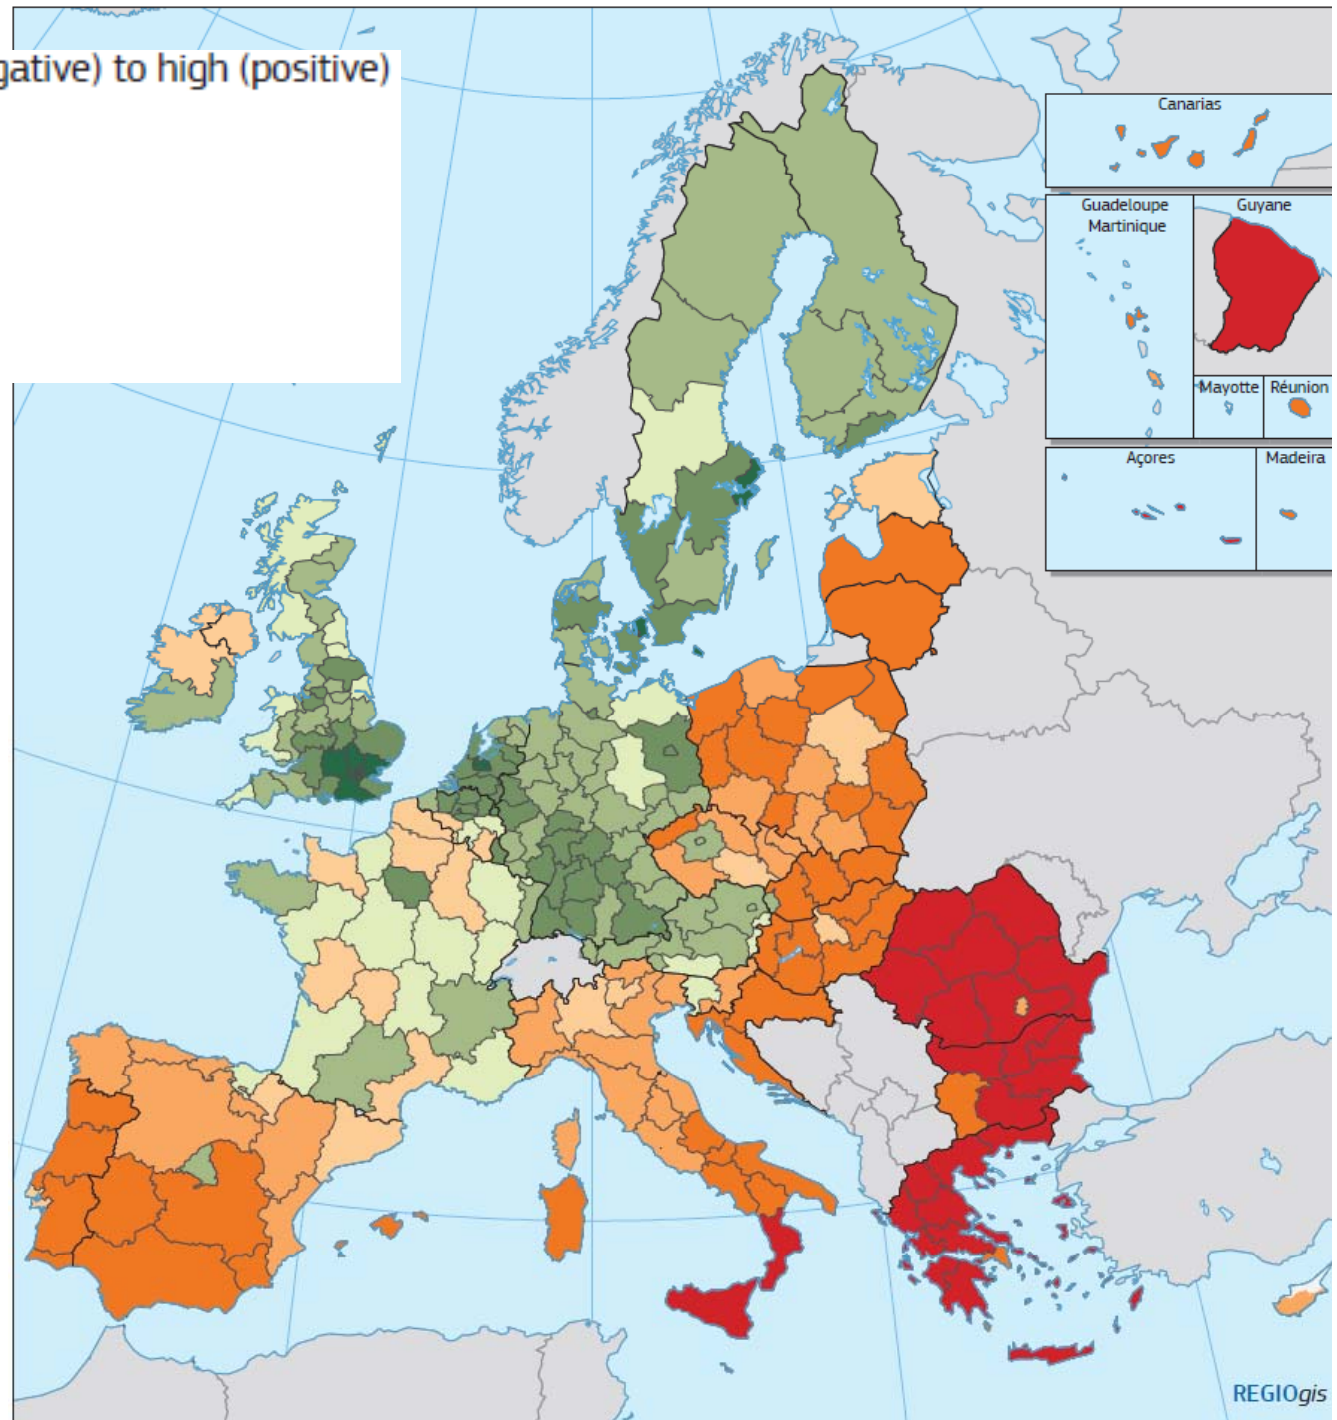 gative) to high (positive)
Canarias
Guadeloupe
Martinique
Guyane
Mayotte
Réunion
Açores
Madeira
REGIOgis